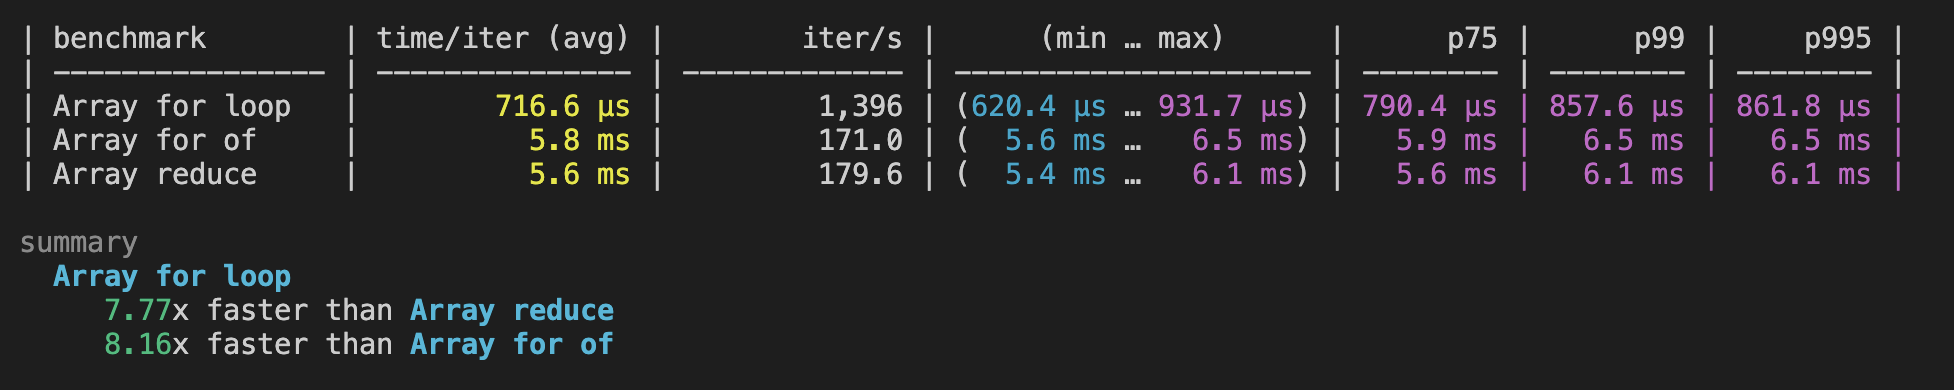 | benchmark        | time/iter (avg) |        iter/s |      (min … max)      |      p75 |      p99 |     p995 |
| ---------------- | --------------- | ------------- | --------------------- | -------- | -------- | -------- |
| Array for loop   |        716.6 µs |         1,396 | (620.4 µs … 931.7 µs) | 790.4 µs | 857.6 µs | 861.8 µs |
| Array for of     |          5.8 ms |         171.0 | (  5.6 ms …   6.5 ms) |   5.9 ms |   6.5 ms |   6.5 ms |
| Array reduce     |          5.6 ms |         179.6 | (  5.4 ms …   6.1 ms) |   5.6 ms |   6.1 ms |   6.1 ms |
summary
  Array for loop
     7.77x faster than Array reduce
     8.16x faster than Array for of